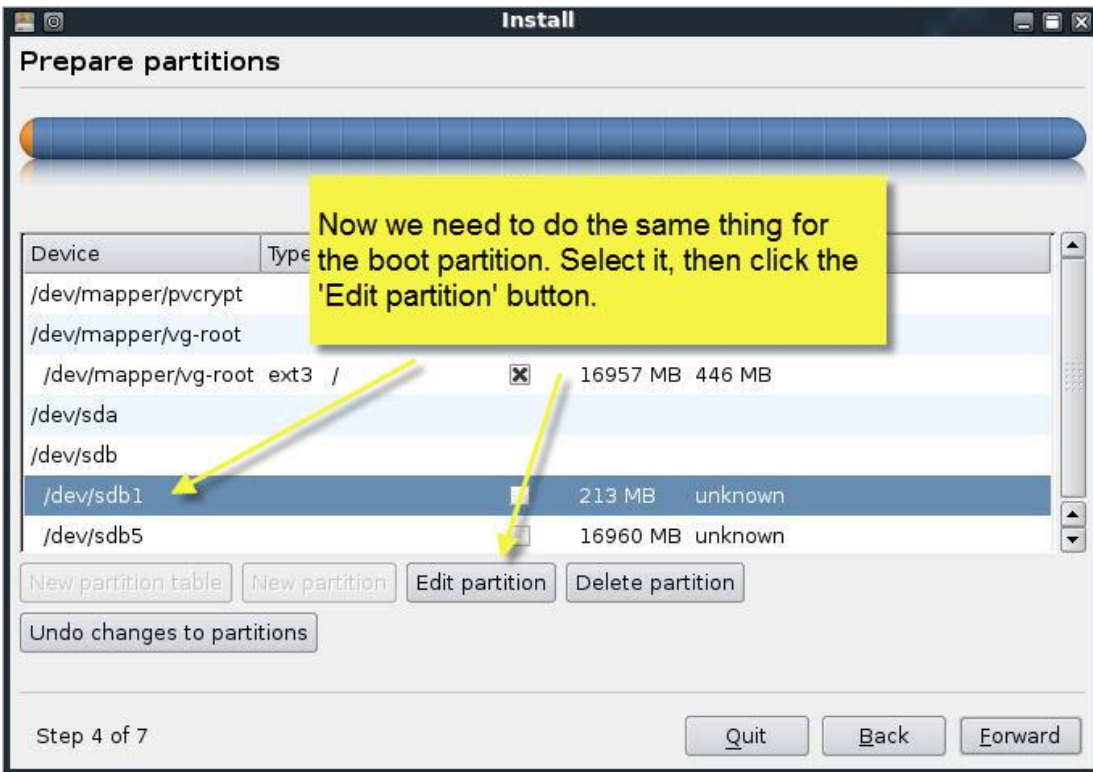 Install
Prepare partitions
Now we need to do the same thing for
the boot partition. Select it, then click the
'Edit partition' button.
Device Type
/dev/mapper/pvcrypt
/dev/mapper/vg-root
/dev/mapper/vg-root ext3 / 16957 MB 446 MB
/dev/sda
/dev/sdb
/dev/sdb1 213 MB unknown
/dev/sdb5 16960 MB unknown
New partition table New partition Edit partition Delete partition
Undo changes to partitions
Step 4 of 7 Quit Back Forward